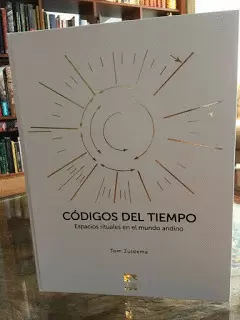 CÓDIGOS DEL TIEMPO
Espacios rituales en el mundo andino
Tom Zuidema